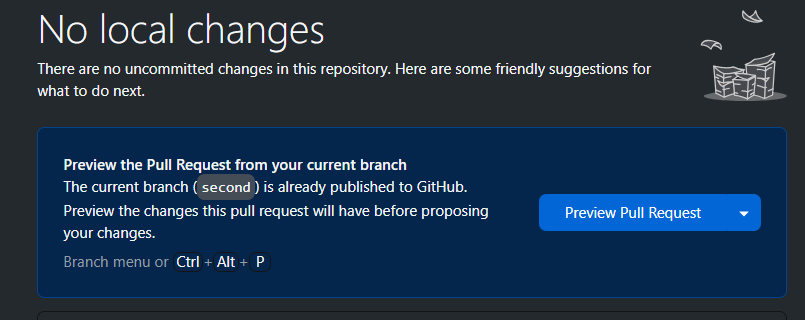 No local changes
There are no uncommitted changes in this repository. Here are some friendly suggestions for
what to do next.
Preview the Pull Request from your current branch
The current branch (second) is already published to GitHub.
Preview the changes this pull request will have before proposing
your changes.
Preview Pull Request
Branch menu or Ctrl + Alt + P